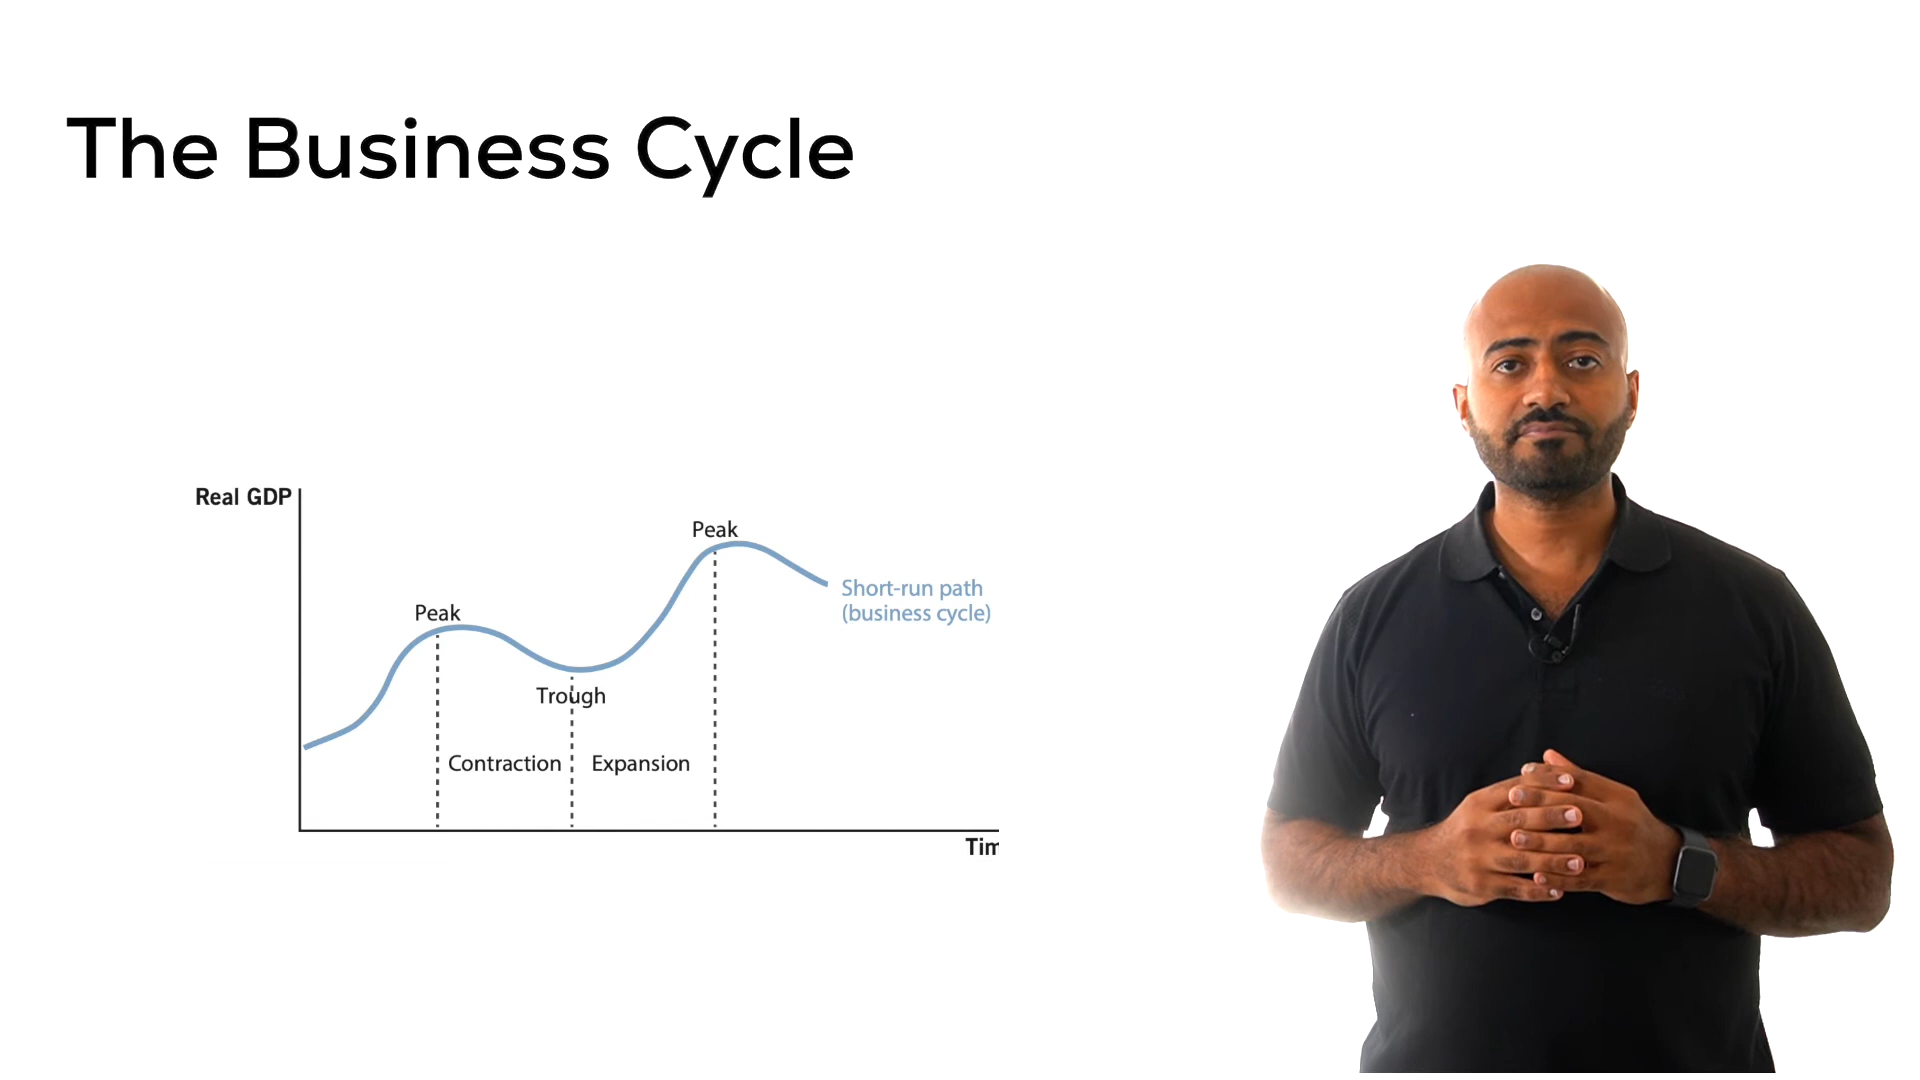 The Business Cycle
Real GDP
Peak
Peak
Short-run path
(business cycle)
Trough
Contraction
Expansion
Tim